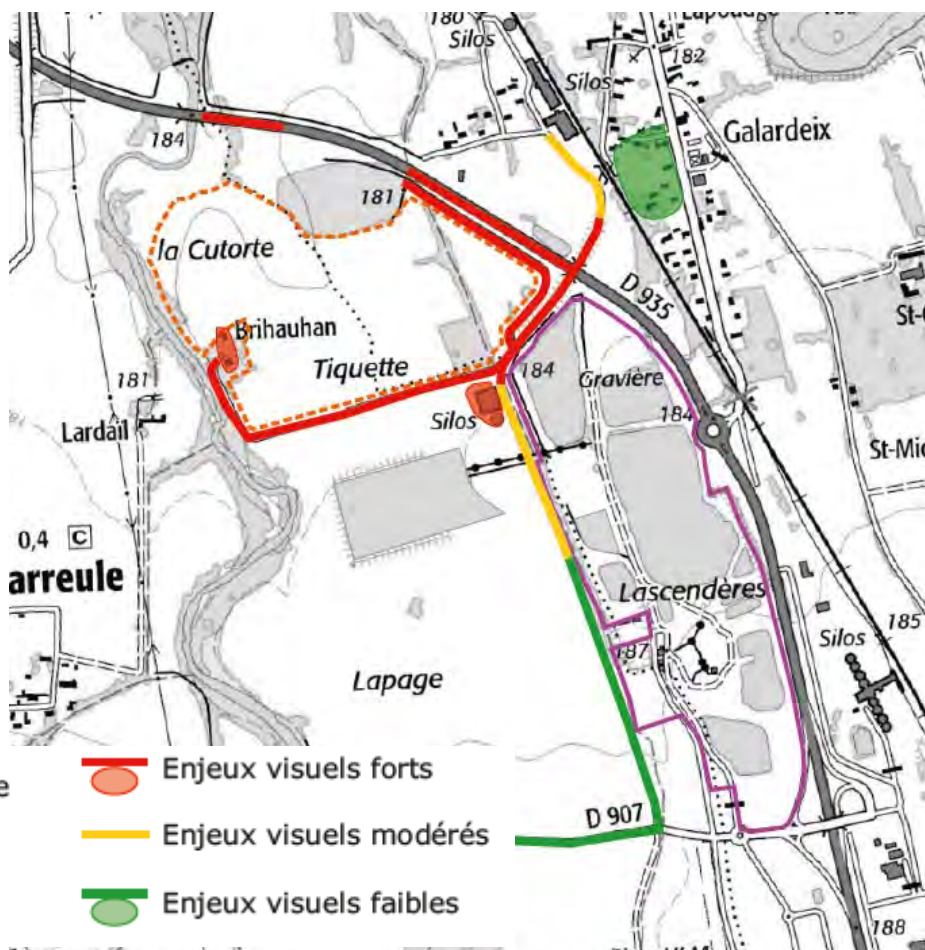 180
Silos
182
Silos
Galardeix
184
181
la Cutorte
D 935
Brihauhan
St-
Tiquette
184
Gravière
181
184
Lardâil
Silos
St-Mic
0,4 C
arreule
Lascendères
187
185
Silos
Lapage
D 907
188
e
Enjeux visuels forts
Enjeux visuels modérés
Enjeux visuels faibles